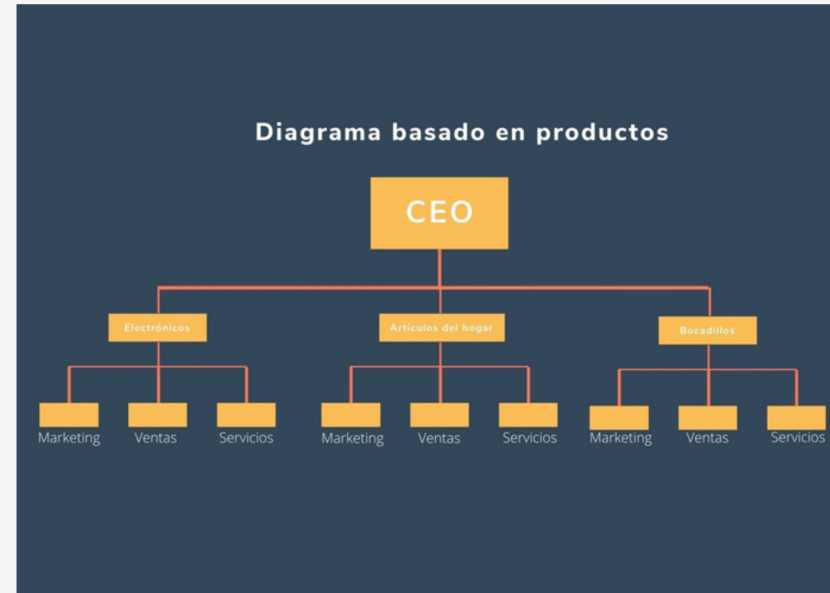 Diagrama basado en productos
CEO
Electrónicos
Artículos del hogar
Bocadillos
Marketing
Ventas
Servicios
Marketing
Ventas
Servicios
Marketing
Ventas
Servicios